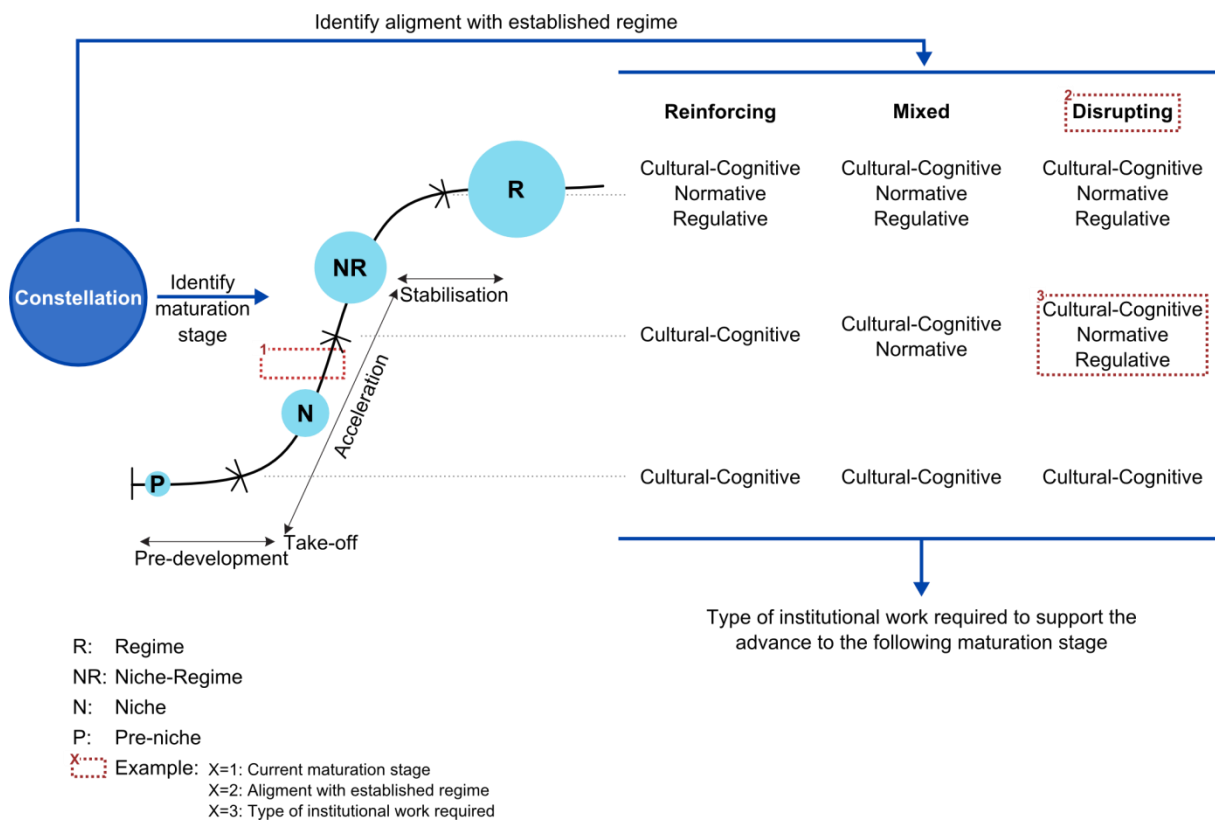 Identify aligment with established regime
Reinforcing
Mixed
2
Disrupting
Cultural-Cognitive
Normative
Regulative
Cultural-Cognitive
Normative
Regulative
Cultural-Cognitive
Normative
Regulative
R
NR
Constellation
Identify
maturation
stage
Stabilisation
1
Acceleration
Cultural-Cognitive
Cultural-Cognitive
Normative
3
Cultural-Cognitive
Normative
Regulative
N
P
Cultural-Cognitive
Cultural-Cognitive
Cultural-Cognitive
Pre-development
Take-off
Type of institutional work required to support the
advance to the following maturation stage
R: Regime
NR: Niche-Regime
N: Niche
P: Pre-niche
X Example: X=1: Current maturation stage
X=2: Aligment with established regime
X=3: Type of institutional work required